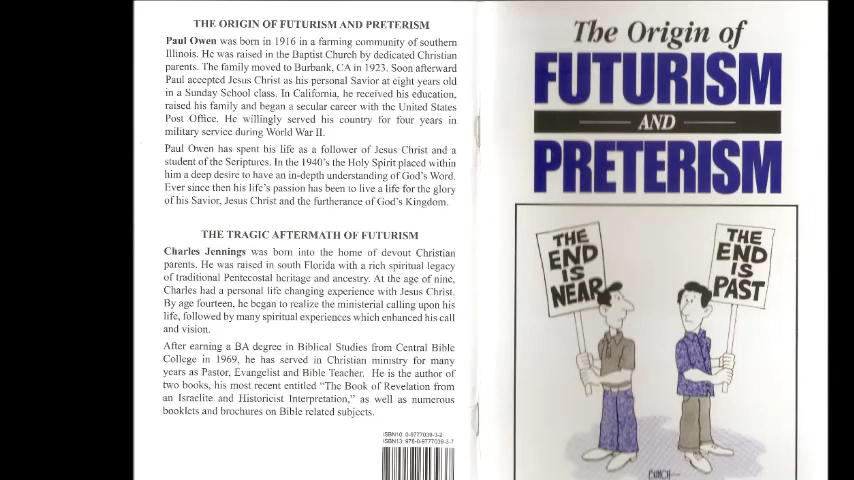 THE ORIGIN OF FUTURISM AND PRETERISM
Paul Owen was born in 1916 in a farming community of southern
Illinois. He was raised in the Baptist Church by dedicated Christian
parents. The family moved to Burbank, CA in 1923. Soon afterward
Paul accepted Jesus Christ as his personal Savior at eight years old
in a Sunday School class. In California, he received his education,
raised his family and began a secular career with the United States
Post Office. He willingly served his country for four years in
military service during World War II.
Paul Owen has spent his life as a follower of Jesus Christ and a
student of the Scriptures. In the 1940's the Holy Spirit placed within
him a deep desire to have an in-depth understanding of God's Word.
Ever since then his life's passion has been to live a life for the glory
of his Savior, Jesus Christ and the furtherance of God's Kingdom.
THE TRAGIC AFTERMATH OF FUTURISM
Charles Jennings was born into the home of devout Christian
parents. He was raised in south Florida with a rich spiritual legacy
of traditional Pentecostal heritage and ancestry. At the age of nine,
Charles had a personal life changing experience with Jesus Christ.
By age fourteen, he began to realize the ministerial calling upon his
life, followed by many spiritual experiences which enhanced his call
and vision.
After earning a BA degree in Biblical Studies from Central Bible
College in 1969, he has served in Christian ministry for many
years as Pastor, Evangelist and Bible Teacher. He is the author of
two books, his most recent entitled “The Book of Revelation from
an Israelite and Historicist Interpretation,” as well as numerous
booklets and brochures on Bible related subjects.
ISBN10: 0-9777039-3-2
ISBN13: 978-0-9777039-3-7
The Origin of
FUTURISM
AND
PRETERISM
THE
END
IS
NEAR
THE
END
IS
PAST